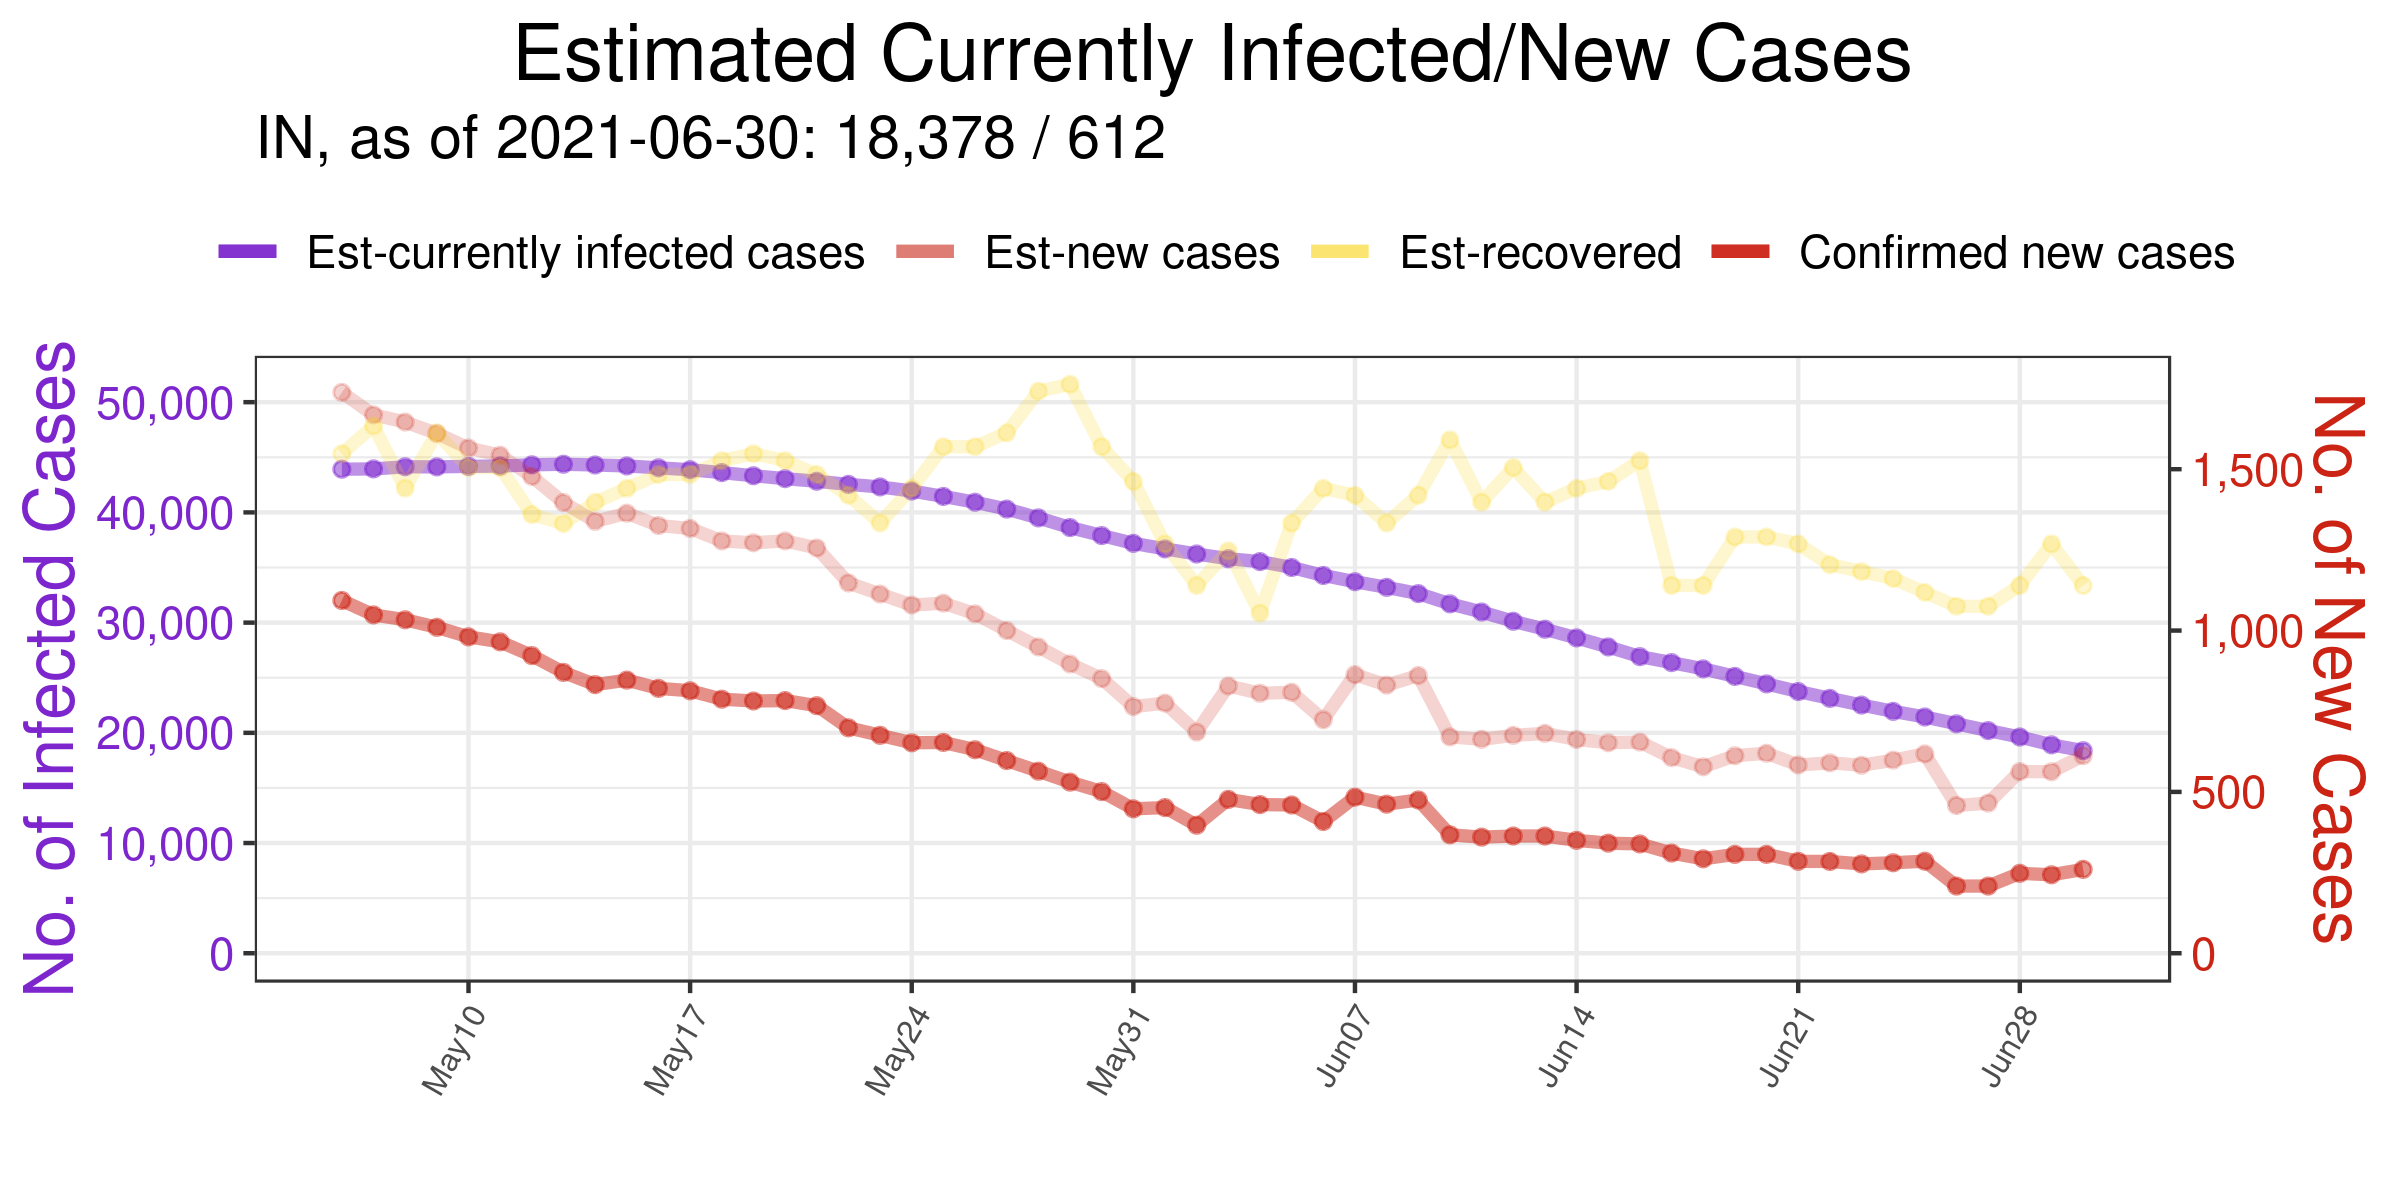 Estimated Currently Infected/New Cases
IN, as of 2021-06-30: 18,378 / 612
Est-currently infected cases Est-new cases Est-recovered Confirmed new cases
No. of Infected Cases
50,000
40,000
30,000
20,000
10,000
0
1,500
1,000
500
0
No. of New Cases
May10 May17 May24 May31 Jun07 Jun14 Jun21 Jun28